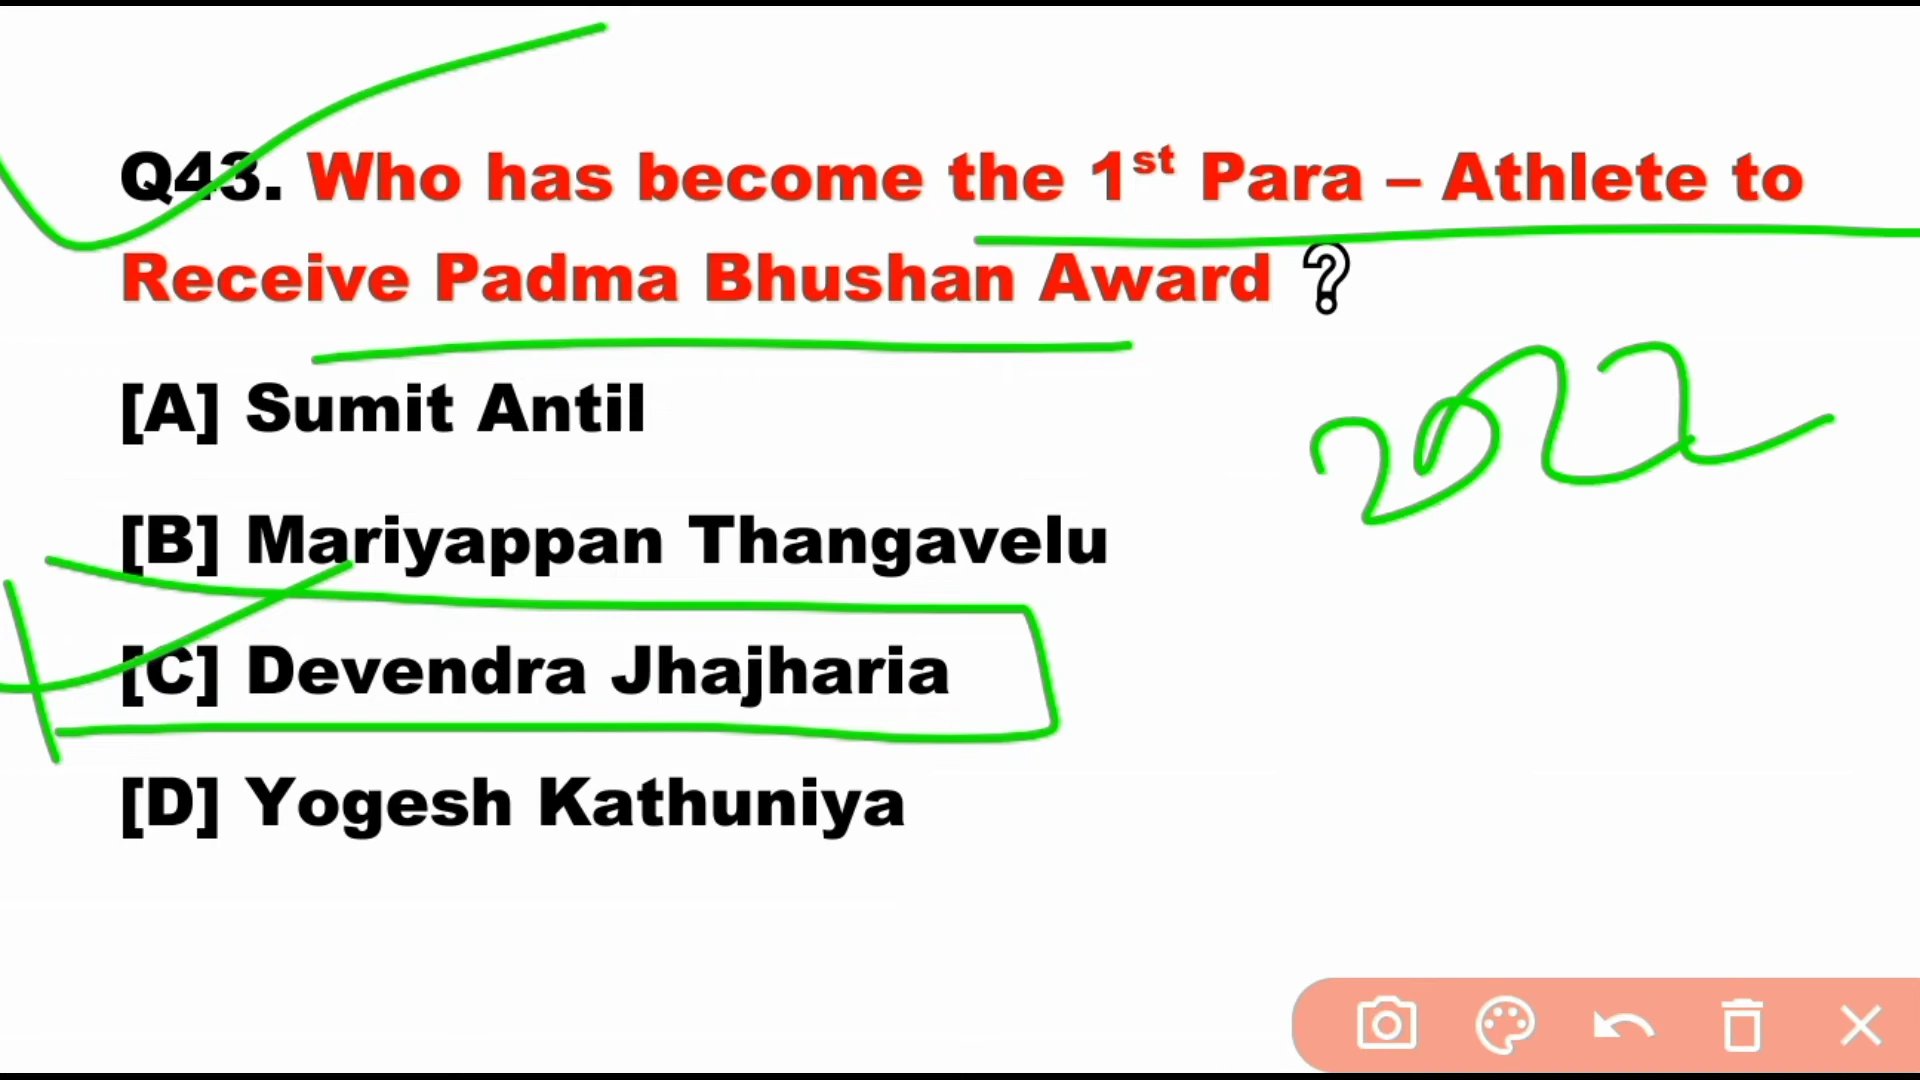 Q43. Who has become the 1st Para – Athlete to
Receive Padma Bhushan Award ?
[A] Sumit Antil
2022
[B] Mariyappan Thangavelu
[C] Devendra Jhajharia
[D] Yogesh Kathuniya